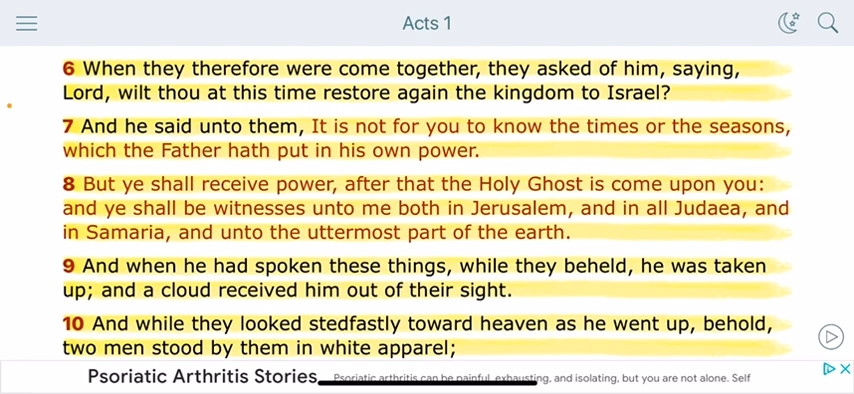 Acts 1
6 When they therefore were come together, they asked of him, saying,
Lord, wilt thou at this time restore again the kingdom to Israel?
7 And he said unto them, It is not for you to know the times or the seasons,
which the Father hath put in his own power.
8 But ye shall receive power, after that the Holy Ghost is come upon you:
and ye shall be witnesses unto me both in Jerusalem, and in all Judaea, and
in Samaria, and unto the uttermost part of the earth.
9 And when he had spoken these things, while they beheld, he was taken
up; and a cloud received him out of their sight.
10 And while they looked stedfastly toward heaven as he went up, behold,
two men stood by them in white apparel;
Psoriatic Arthritis Stories
Psoriatic arthritis can be painful, exhausting, and isolating, but you are not alone. Self